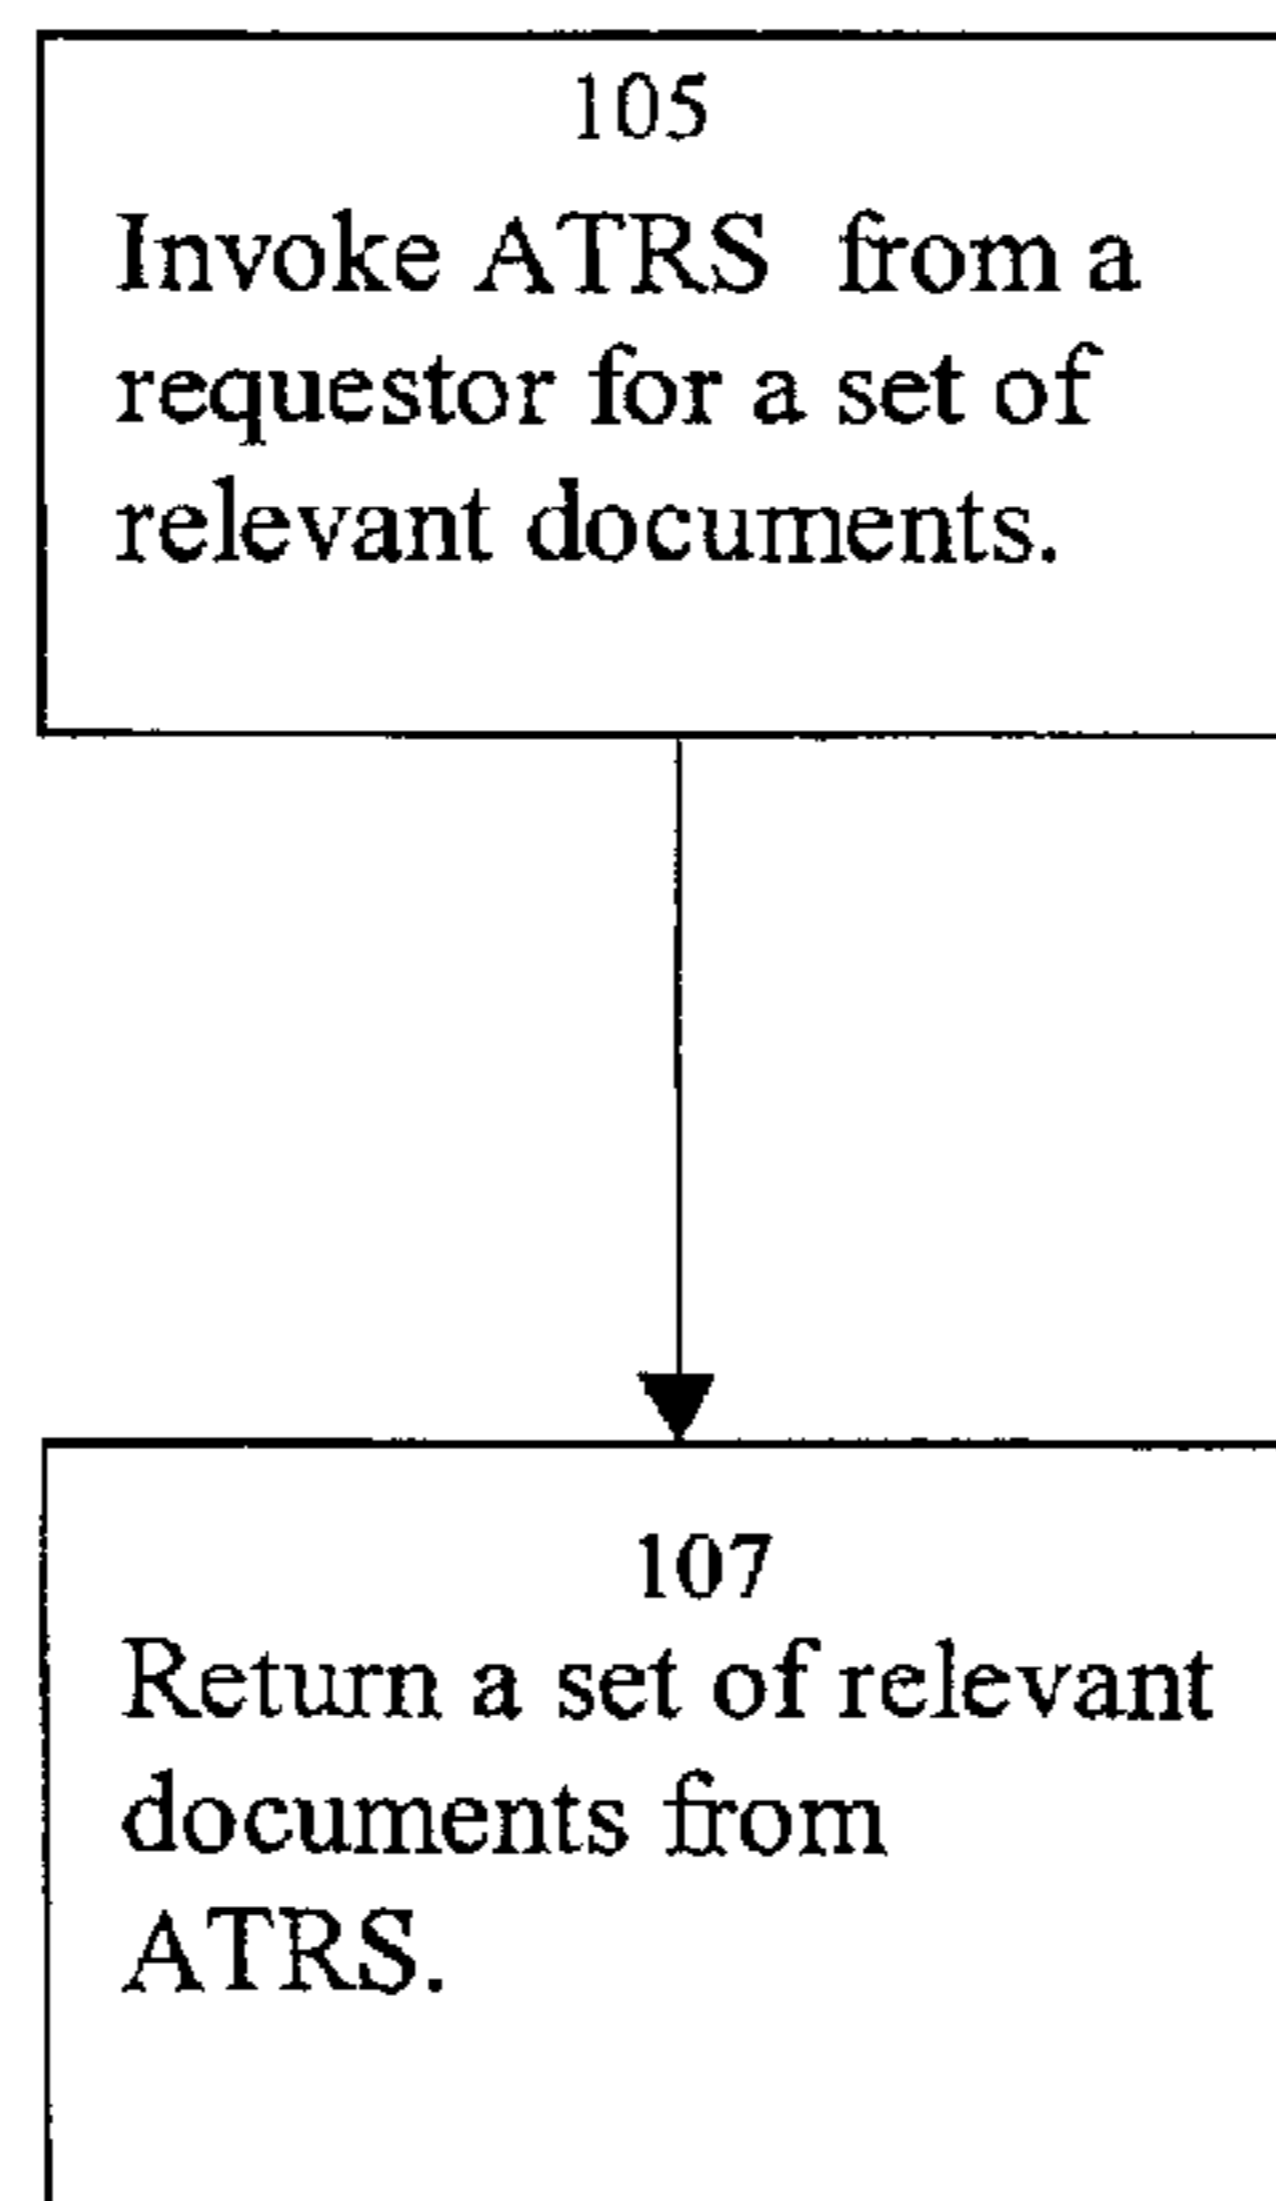 105
Invoke ATRS from a
requestor for a set of
relevant documents.
107
Return a set of relevant
documents from
ATRS.